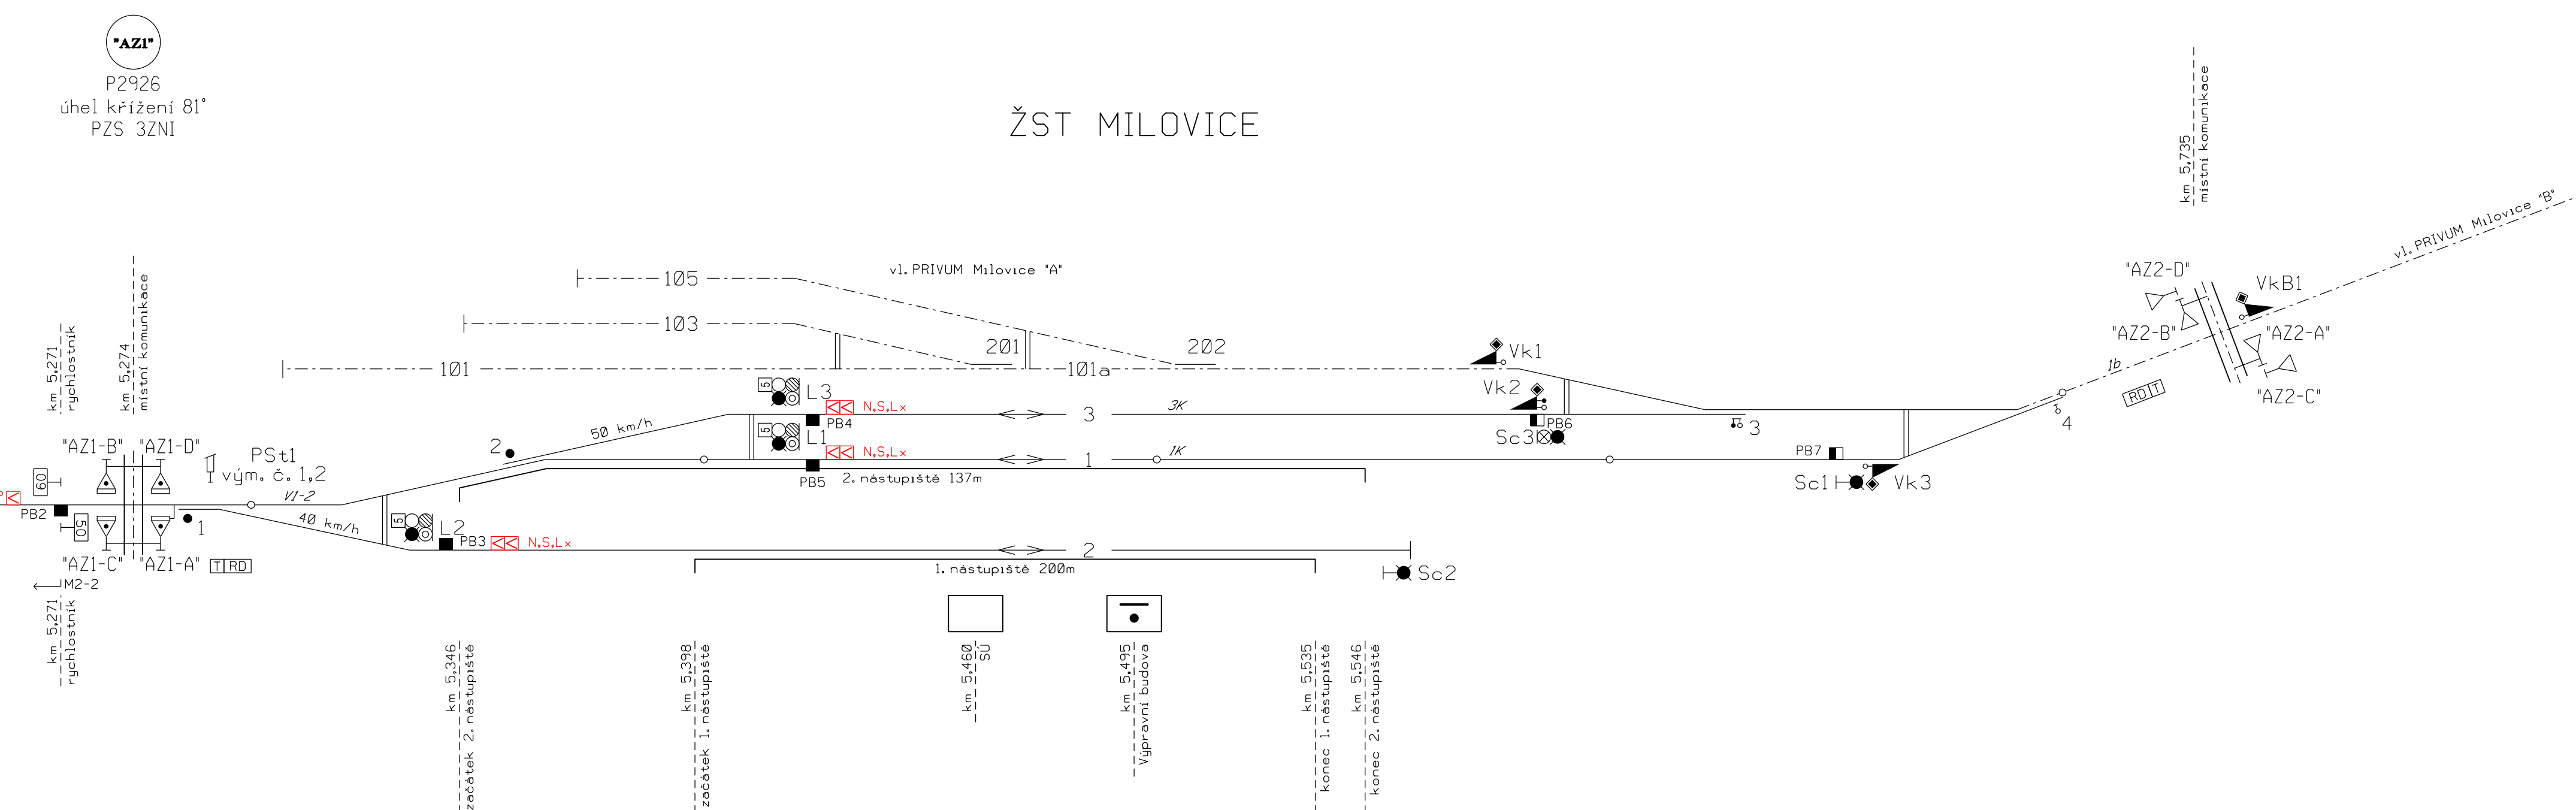 "AZ1"
P2926
úhel křížení 81°
PZS 3ZNI
ŽST MILOVICE
km 5,735
místní komunikace
vl. PRIVUM Milovice "B"
vl. PRIVUM Milovice "A"
105
103
101
201
202
101a
Vk1
Vk2
"AZ2-D"
VkB1
"AZ2-B"
"AZ2-A"
"AZ2-C"
1b
RD T
km 5,271
rychlostník
km 5,274
místní komunikace
5
L3
N,S,Lx
PB4
3
3K
PB6
Sc3
3
4
50 km/h
2
5
L1
N,S,Lx
PB5
1
1K
PB7
Sc1
Vk3
2. nástupiště 137m
"AZ1-B"
"AZ1-D"
PSt1
vým. č. 1,2
60
PB2
50
V1-2
1
40 km/h
"AZ1-C"
"AZ1-A"
T RD
M2-2
5
L2
PB3
N,S,Lx
2
Sc2
1. nástupiště 200m
km 5,271
rychlostník
km 5,346
začátek 2. nástupiště
km 5,398
začátek 1. nástupiště
km 5,460
SÚ
km 5,495
Výpravní budova
km 5,535
konec 1. nástupiště
km 5,546
konec 2. nástupiště